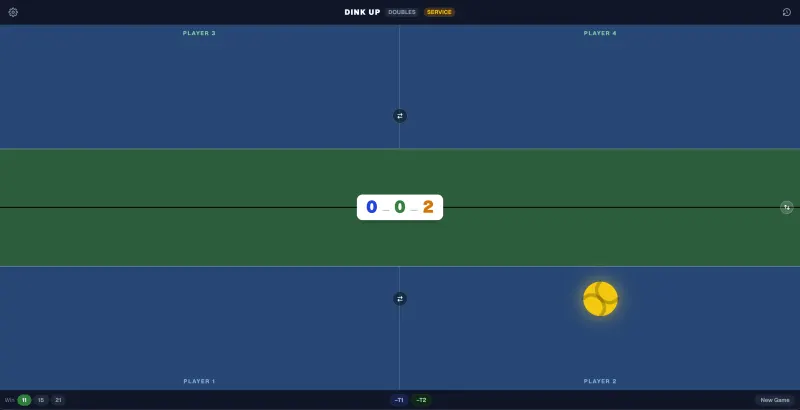 DINK UP DOUBLES SERVICE
PLAYER 3 PLAYER 4
0 – 0 – 2
PLAYER 1 PLAYER 2
Win 11 15 21 −T1 −T2 New Game